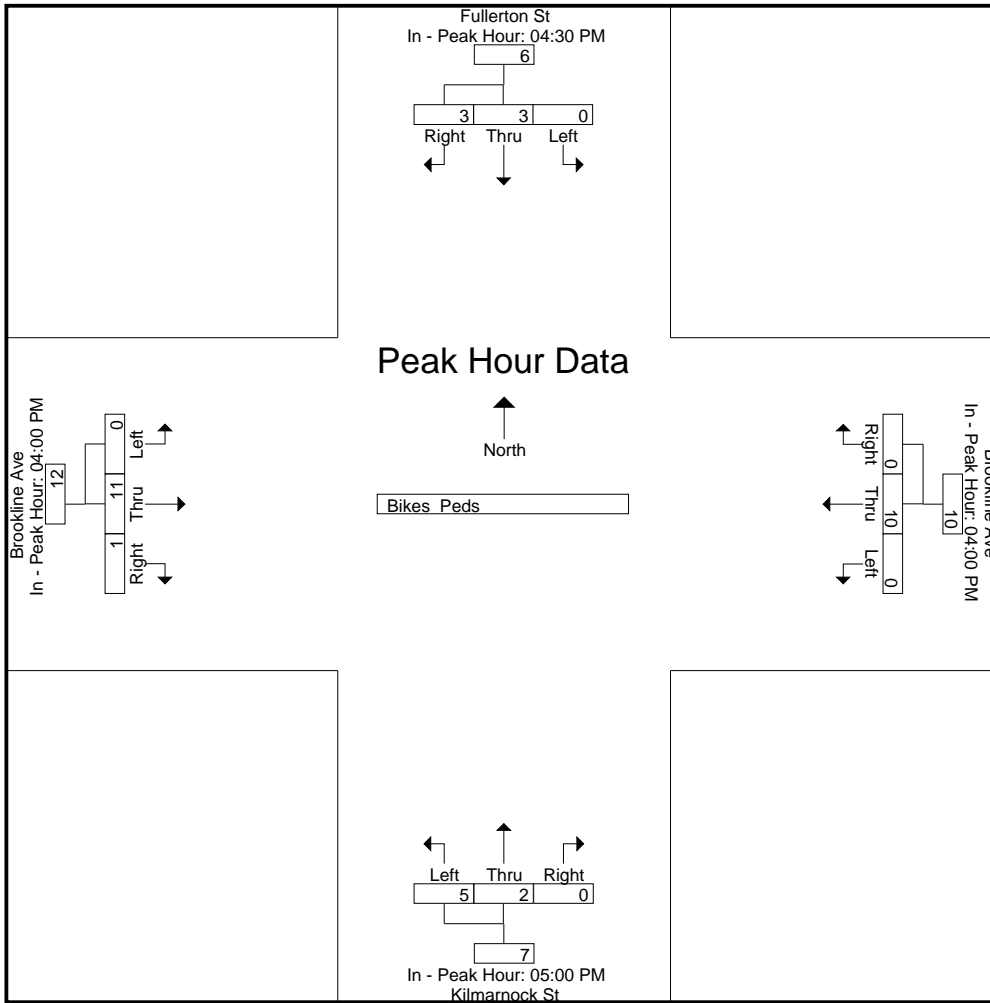 Fullerton St
In - Peak Hour: 04:30 PM
6
3 3 0
Right Thru Left
Peak Hour Data
North
Bikes Peds
Brookline Ave
In - Peak Hour: 04:00 PM
12
0 11 1
Left Thru Right
Brookline Ave
In - Peak Hour: 04:00 PM
10
0 10 0
Right Thru Left
Left Thru Right
5 2 0
7
In - Peak Hour: 05:00 PM
Kilmarnock St